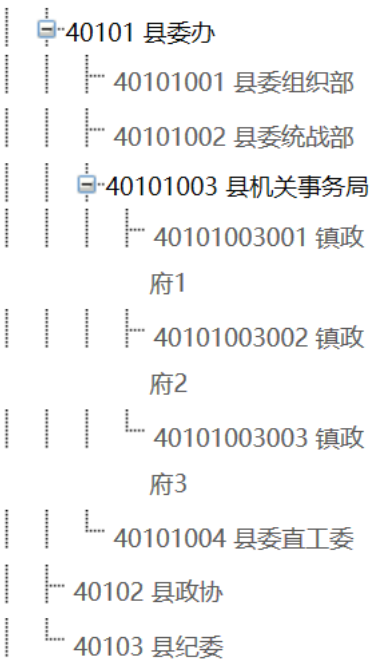 40101 县委办
40101001 县委组织部
40101002 县委统战部
40101003 县机关事务局
40101003001 镇政
府1
40101003002 镇政
府2
40101003003 镇政
府3
40101004 县委直工委
40102 县政协
40103 县纪委